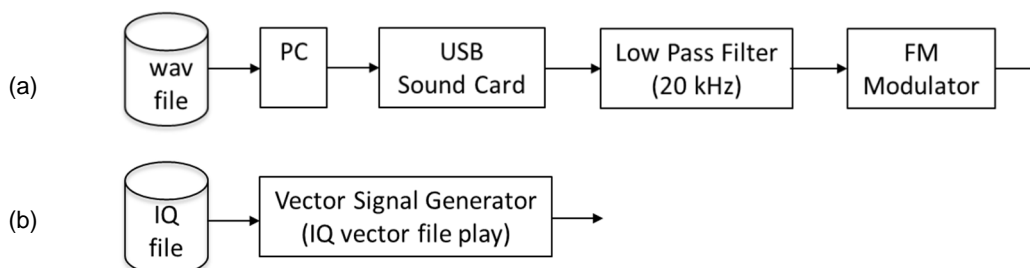 (a)
wav
file
PC
USB
Sound Card
Low Pass Filter
(20 kHz)
FM
Modulator
(b)
IQ
file
Vector Signal Generator
(IQ vector file play)